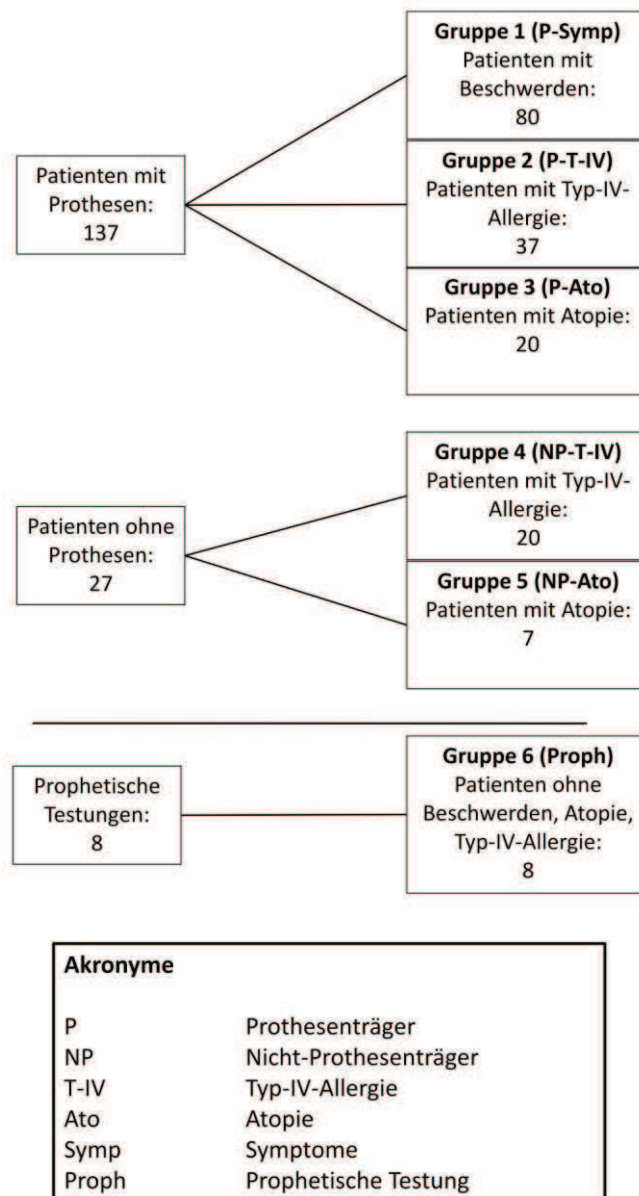 Patienten mit
Prothesen:
137
Gruppe 1 (P-Symp)
Patienten mit
Beschwerden:
80
Gruppe 2 (P-T-IV)
Patienten mit Typ-IV-
Allergie:
37
Gruppe 3 (P-Ato)
Patienten mit Atopie:
20
Patienten ohne
Prothesen:
27
Gruppe 4 (NP-T-IV)
Patienten mit Typ-IV-
Allergie:
20
Gruppe 5 (NP-Ato)
Patienten mit Atopie:
7
Prophetische
Testungen:
8
Gruppe 6 (Proph)
Patienten ohne
Beschwerden, Atopie,
Typ-IV-Allergie:
8
Akronyme
P Prothesenträger
NP Nicht-Prothesenträger
T-IV Typ-IV-Allergie
Ato Atopie
Symp Symptome
Proph Prophetische Testung